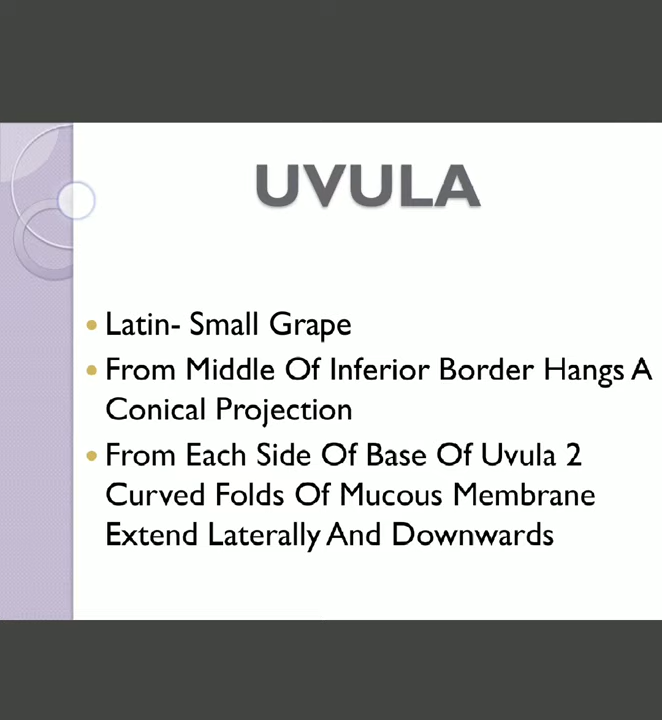 UVULA
• Latin- Small Grape
• From Middle Of Inferior Border Hangs A
Conical Projection
• From Each Side Of Base Of Uvula 2
Curved Folds Of Mucous Membrane
Extend Laterally And Downwards